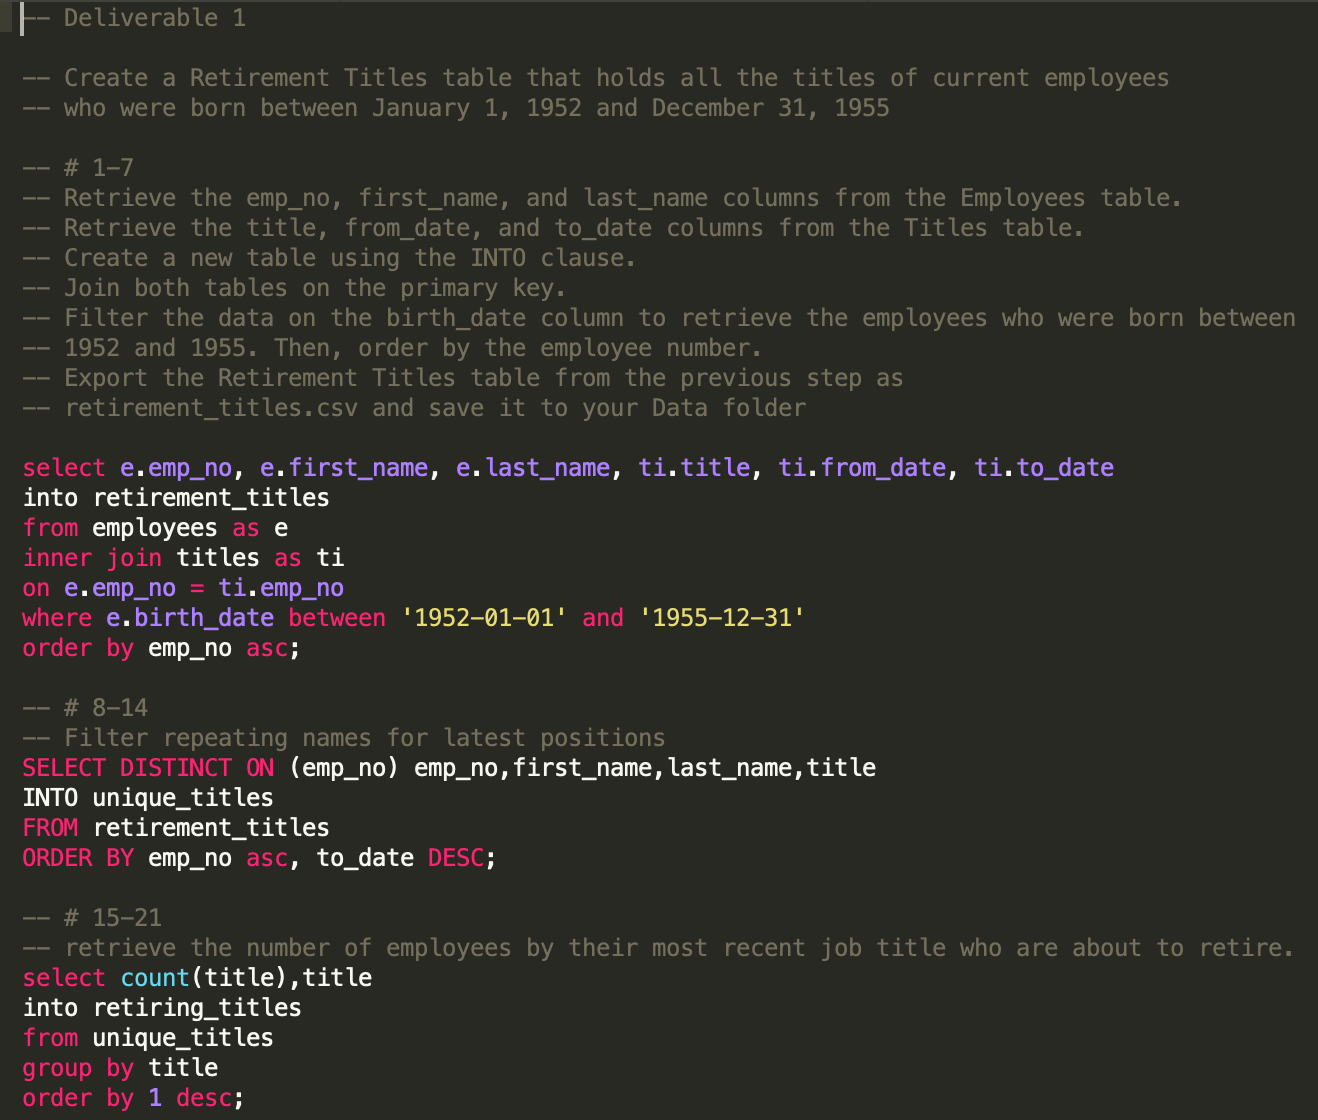 -- Deliverable 1
-- Create a Retirement Titles table that holds all the titles of current employees
-- who were born between January 1, 1952 and December 31, 1955
-- # 1-7
-- Retrieve the emp_no, first_name, and last_name columns from the Employees table.
-- Retrieve the title, from_date, and to_date columns from the Titles table.
-- Create a new table using the INTO clause.
-- Join both tables on the primary key.
-- Filter the data on the birth_date column to retrieve the employees who were born between
-- 1952 and 1955. Then, order by the employee number.
-- Export the Retirement Titles table from the previous step as
-- retirement_titles.csv and save it to your Data folder
select e.emp_no, e.first_name, e.last_name, ti.title, ti.from_date, ti.to_date
into retirement_titles
from employees as e
inner join titles as ti
on e.emp_no = ti.emp_no
where e.birth_date between '1952-01-01' and '1955-12-31'
order by emp_no asc;
-- # 8-14
-- Filter repeating names for latest positions
SELECT DISTINCT ON (emp_no) emp_no,first_name,last_name,title
INTO unique_titles
FROM retirement_titles
ORDER BY emp_no asc, to_date DESC;
-- # 15-21
-- retrieve the number of employees by their most recent job title who are about to retire.
select count(title),title
into retiring_titles
from unique_titles
group by title
order by 1 desc;